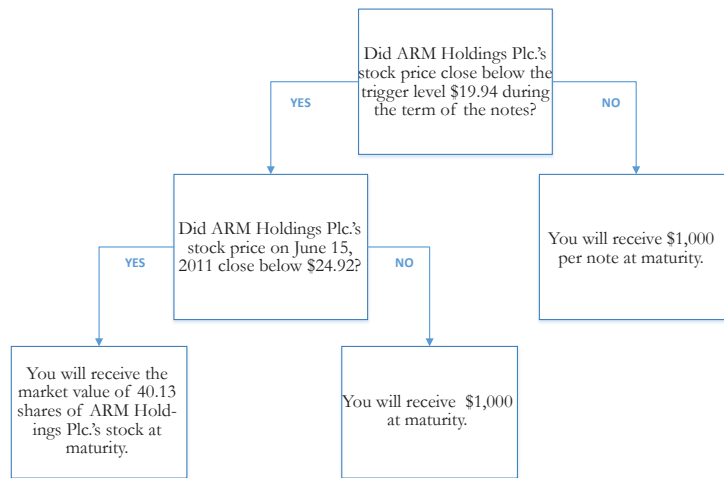 Did ARM Holdings Plc.'s
stock price close below the
trigger level $19.94 during
the term of the notes?
YES
NO
Did ARM Holdings Plc.'s
stock price on June 15,
2011 close below $24.92?
You will receive $1,000
per note at maturity.
YES
NO
You will receive the
market value of 40.13
shares of ARM Hold-
ings Plc.'s stock at
maturity.
You will receive $1,000
at maturity.